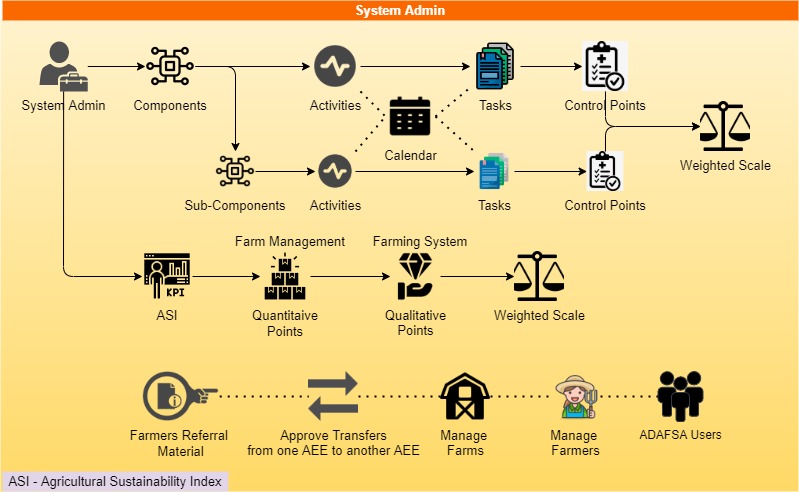 System Admin
System Admin
Components
Activities
Tasks
Control Points
Calendar
Weighted Scale
Sub-Components
Activities
Tasks
Control Points
Farm Management
Farming System
KPI
ASI
Quantitaive
Points
Qualitative
Points
Weighted Scale
Farmers Referral
Material
Approve Transfers
from one AEE to another AEE
Manage
Farms
Manage
Farmers
ADAFSA Users
ASI - Agricultural Sustainability Index